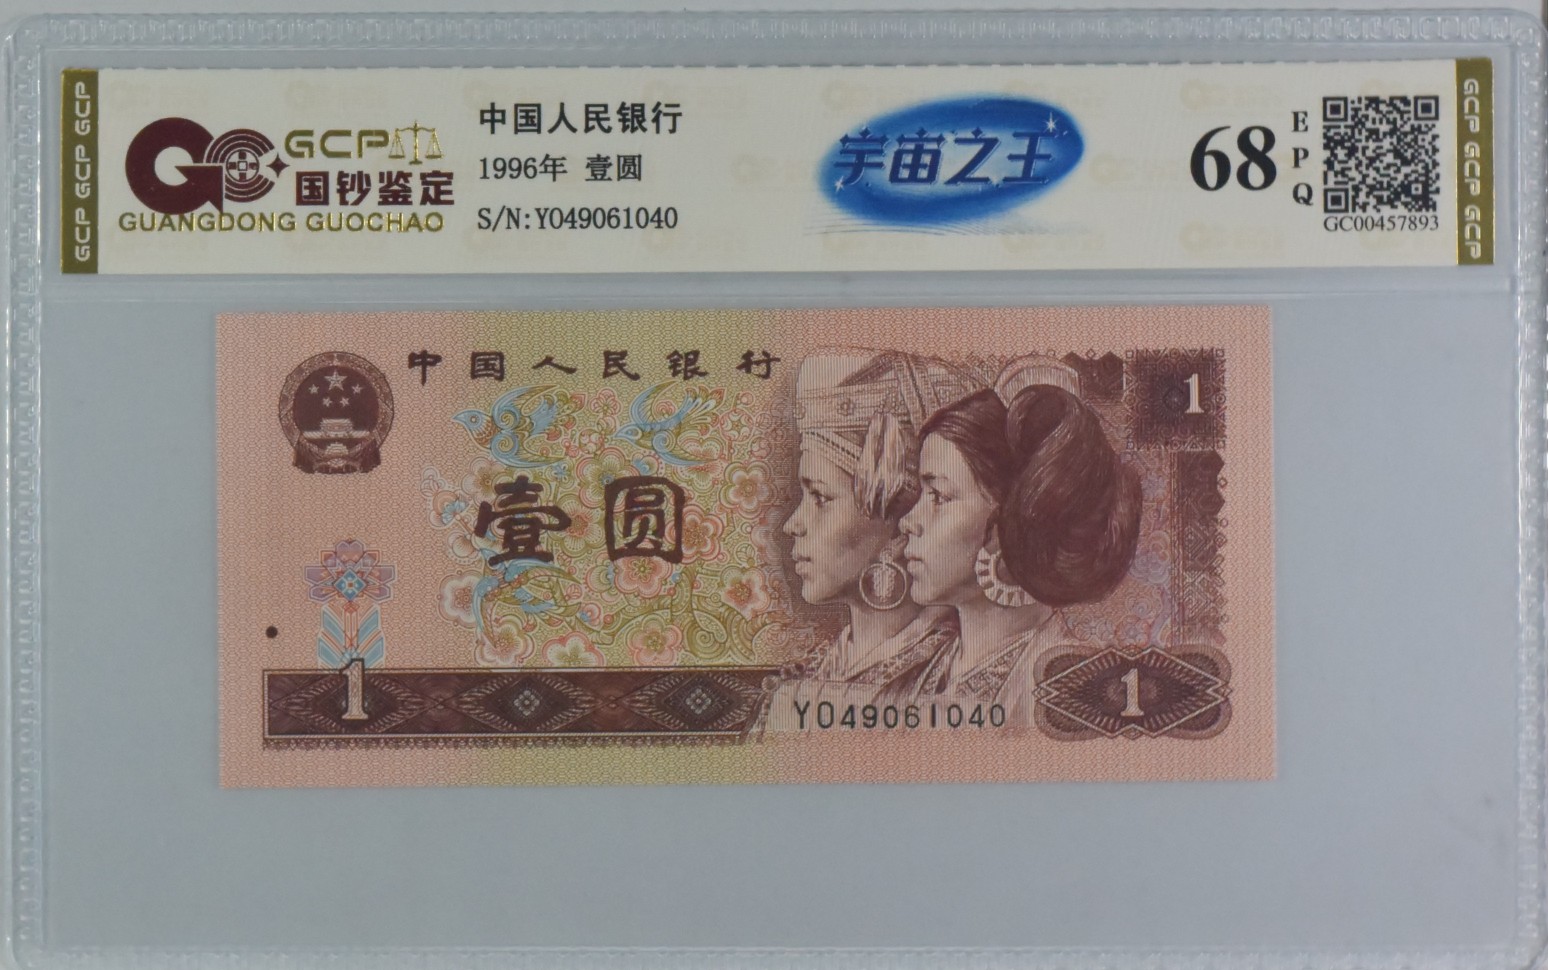 GCP GCP GCP
GCP
国钞鉴定
GUANGDONG GUOCHAO
中国人民银行
1996年 壹圆
S/N:Y049061040
宇宙之王
68
EPQ
GC00457893
GCP GCP GCP
中国人民银行
1
壹圆
1
Y049061040
1